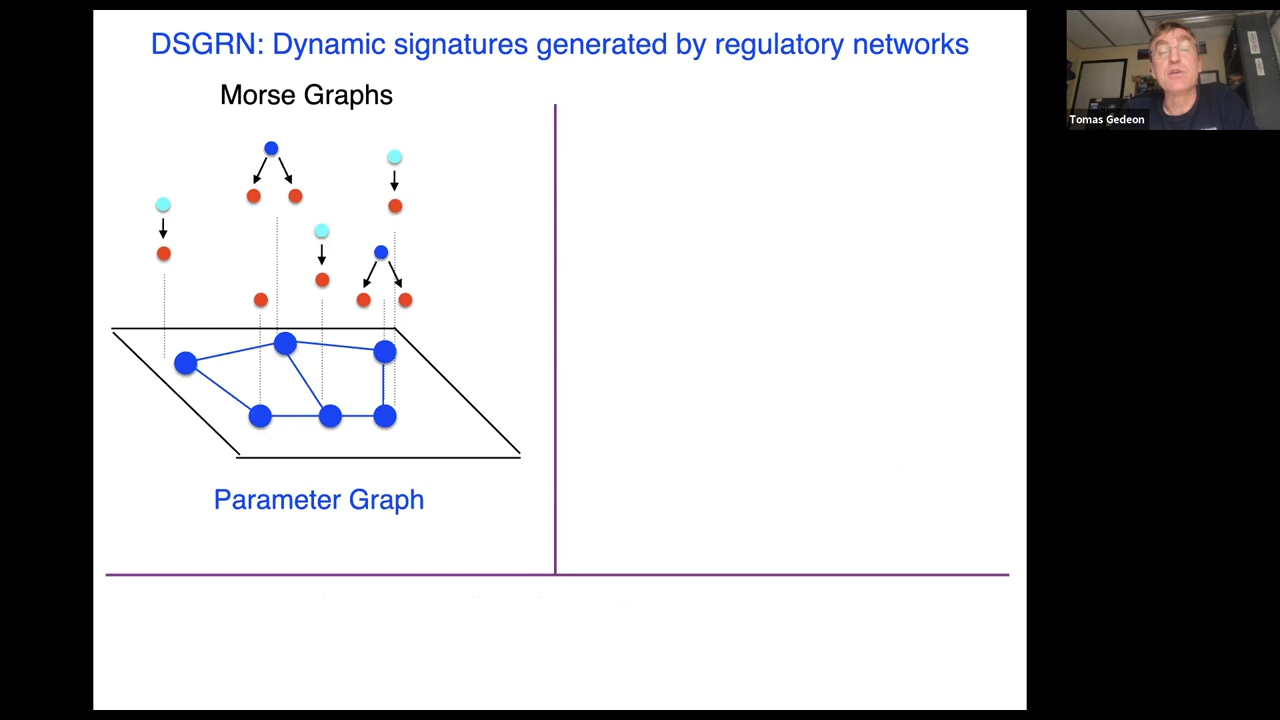 DSGRN: Dynamic signatures generated by regulatory networks
Morse Graphs
Parameter Graph
Tomas Gedeon